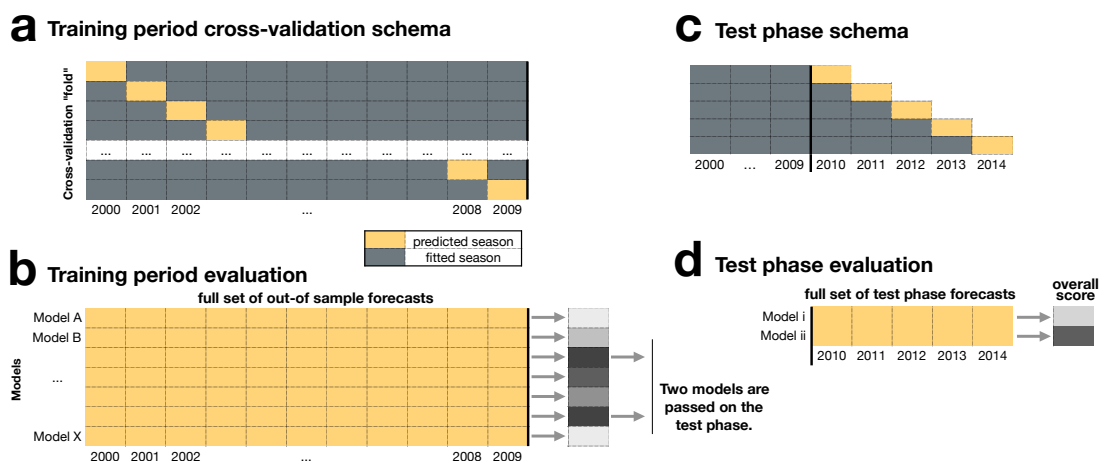 a Training period cross-validation schema
Cross-validation "fold"
... ... ... ... ... ... ... ... ... ... ...
2000 2001 2002 ... 2008 2009
predicted season
fitted season
b Training period evaluation
full set of out-of sample forecasts
Models
Model A
Model B
...
Model X
2000 2001 2002 ... 2008 2009
Two models are
passed on the
test phase.
c Test phase schema
2000 ... 2009 2010 2011 2012 2013 2014
d Test phase evaluation
full set of test phase forecasts
overall
score
Model i
Model ii
2010 2011 2012 2013 2014